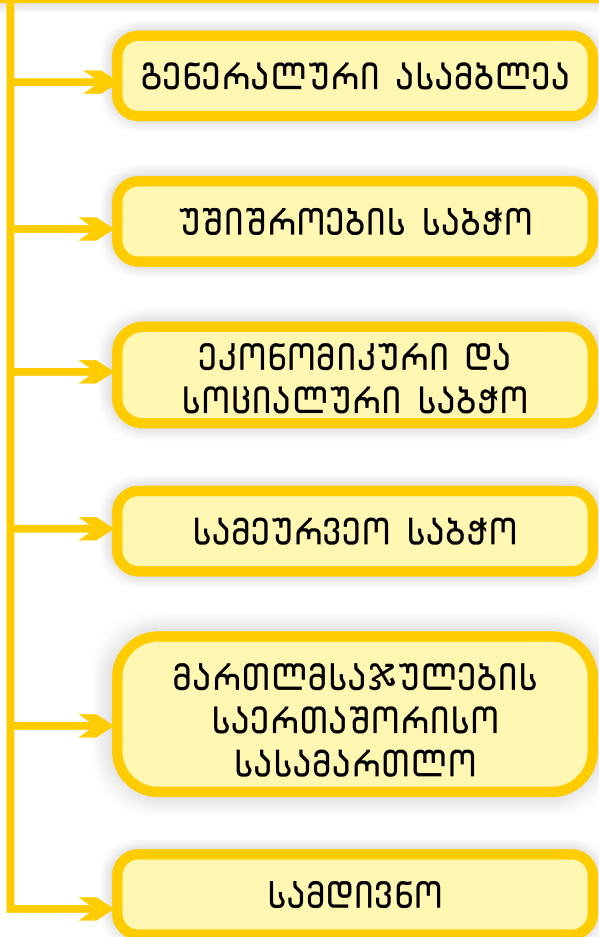 გენერალური ასამბლეა
უშიშროების საბჭო
ეკონომიკური და
სოციალური საბჭო
სამეურვეო საბჭო
მართლმსაჯულების
საერთაშორისო
სასამართლო
სამდივნო